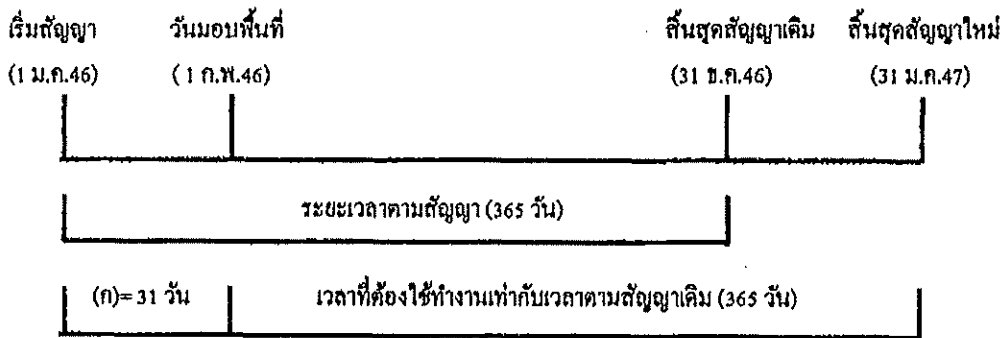 เริ่มสัญญา วันมอบพื้นที่ สิ้นสุดสัญญาเดิม สิ้นสุดสัญญาใหม่
(1 ม.ค.46) (1 ก.พ.46) (31 ธ.ค.46) (31 ม.ค.47)
ระยะเวลาตามสัญญา (365 วัน)
(ก)= 31 วัน เวลาที่ต้องใช้ทำงานเท่ากับเวลาตามสัญญาเดิม (365 วัน)